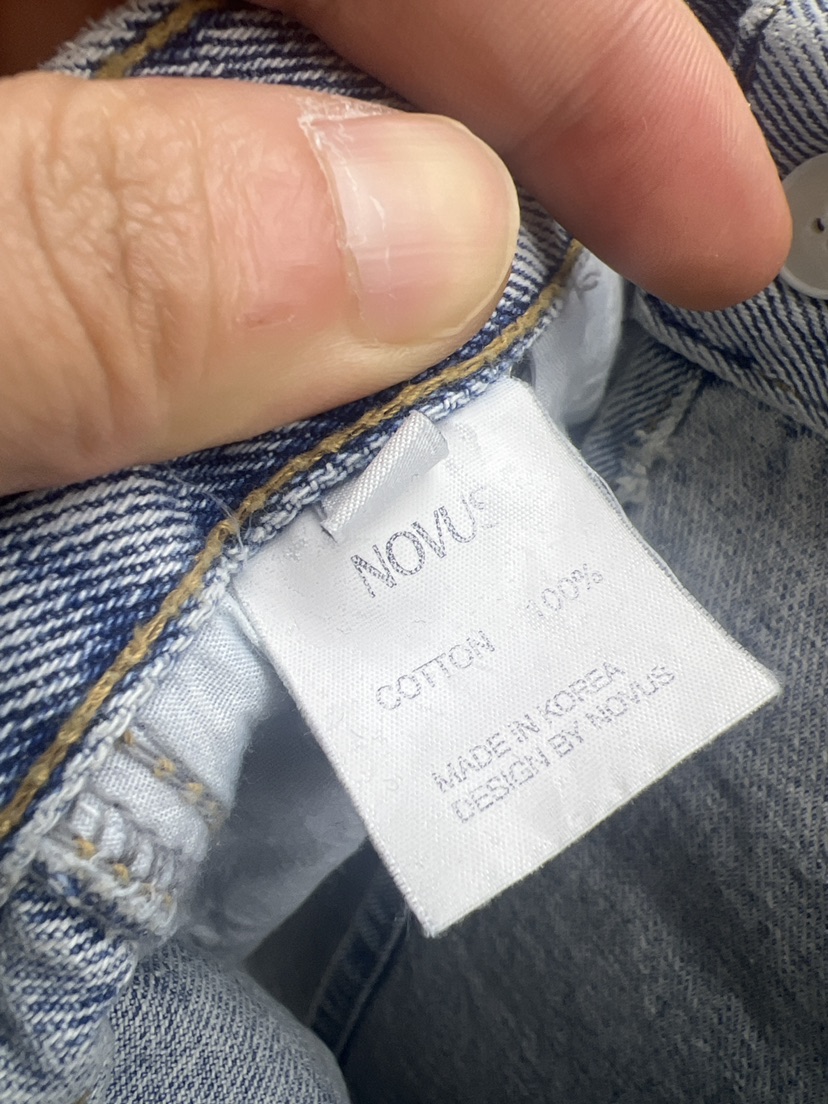 NOVUS
COTTON 100%
MADE IN KOREA
DESIGN BY NOVUS